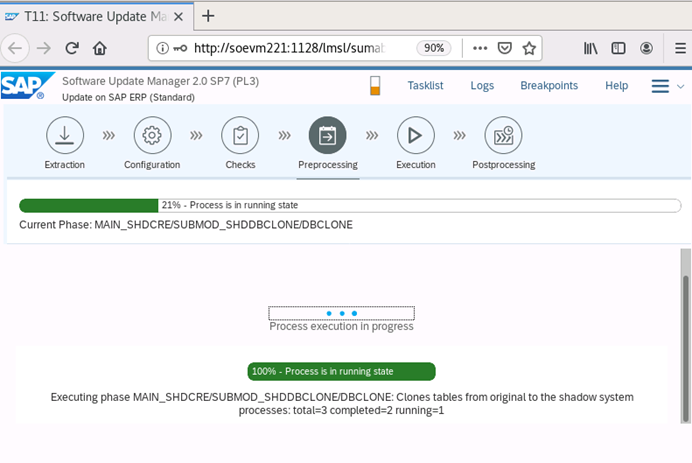 SAP T11: Software Update Ma
http://soevm221:1128/lmsl/sumab
90%
SAP
Software Update Manager 2.0 SP7 (PL3)
Update on SAP ERP (Standard)
Tasklist
Logs
Breakpoints
Help
Extraction
Configuration
Checks
Preprocessing
Execution
Postprocessing
21% - Process is in running state
Current Phase: MAIN_SHDCRE/SUBMOD_SHDDBCLONE/DBCLONE
Process execution in progress
100% - Process is in running state
Executing phase MAIN_SHDCRE/SUBMOD_SHDDBCLONE/DBCLONE: Clones tables from original to the shadow system
processes: total=3 completed=2 running=1